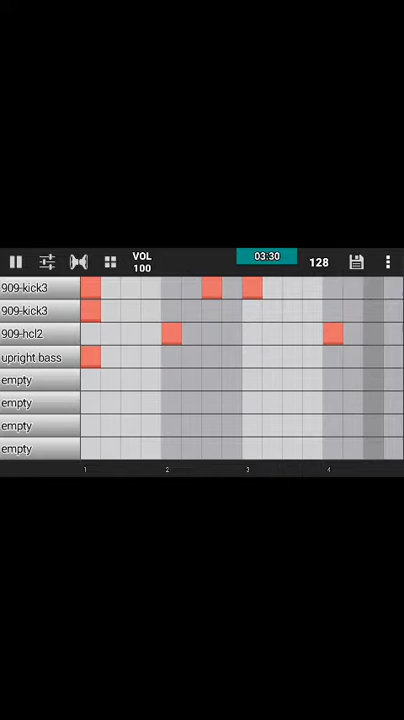 VOL
100
03:30
128
909-kick3
909-kick3
909-hcl2
upright bass
empty
empty
empty
empty
1 2 3 4